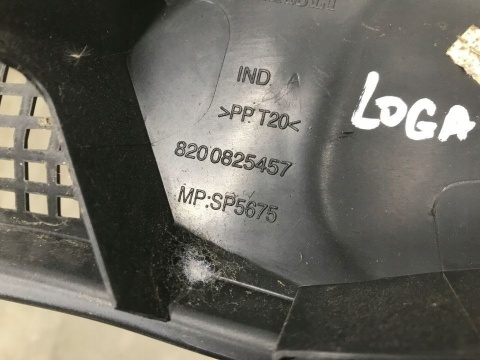 IND A
>PP T20<
8200825457
MP:SP5675
LOGA